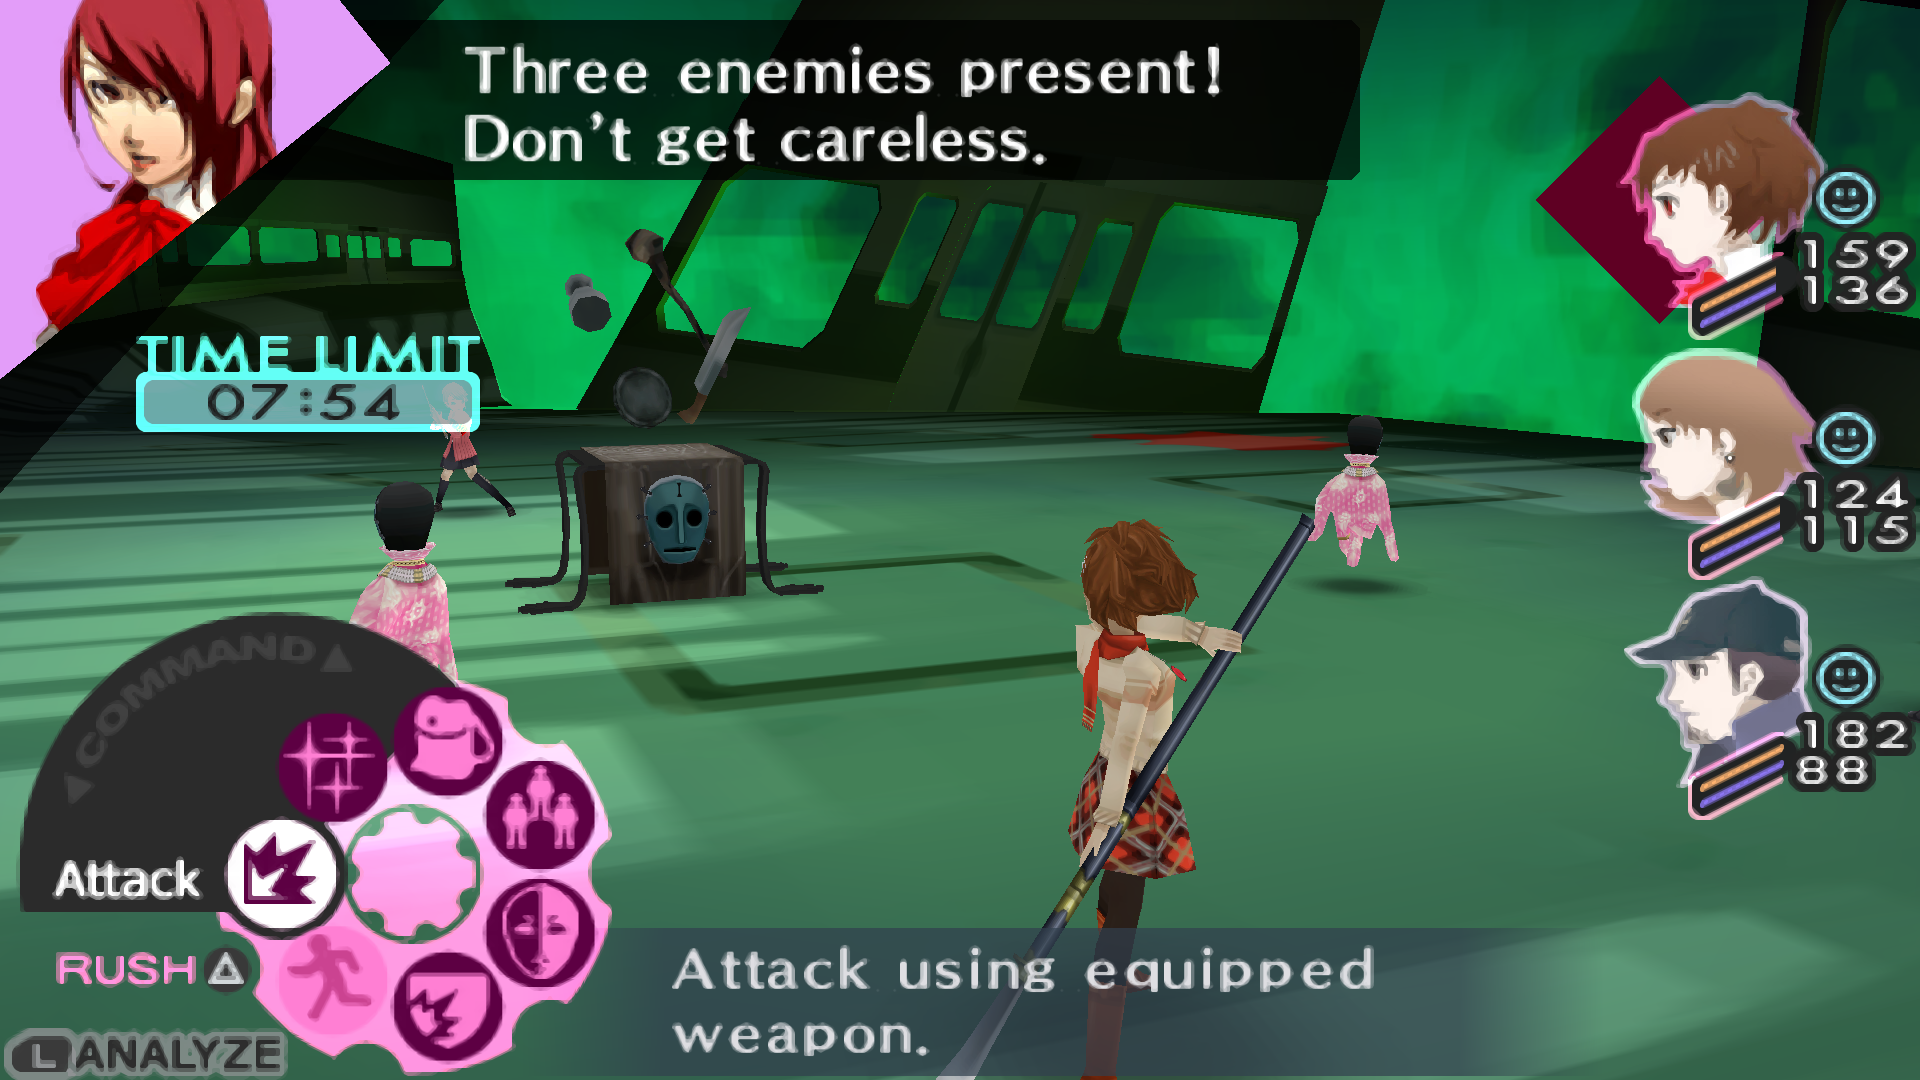 Three enemies present!
Don't get careless.
TIME LIMIT
07:54
159
136
124
115
182
88
COMMAND
Attack
RUSH
L ANALYZE
Attack using equipped
weapon.